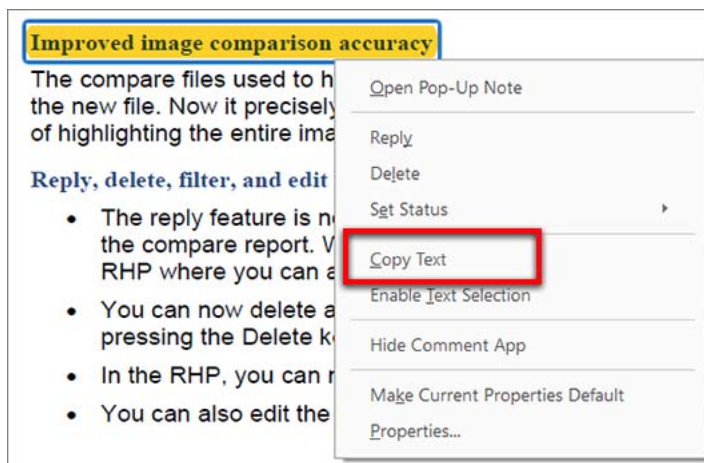 Improved image comparison accuracy
The compare files used to h
the new file. Now it precisely
of highlighting the entire ima
Reply, delete, filter, and edit
• The reply feature is n
the compare report. W
RHP where you can a
• You can now delete a
pressing the Delete k
• In the RHP, you can r
• You can also edit the
Open Pop-Up Note
Reply
Delete
Set Status
Copy Text
Enable Text Selection
Hide Comment App
Make Current Properties Default
Properties...